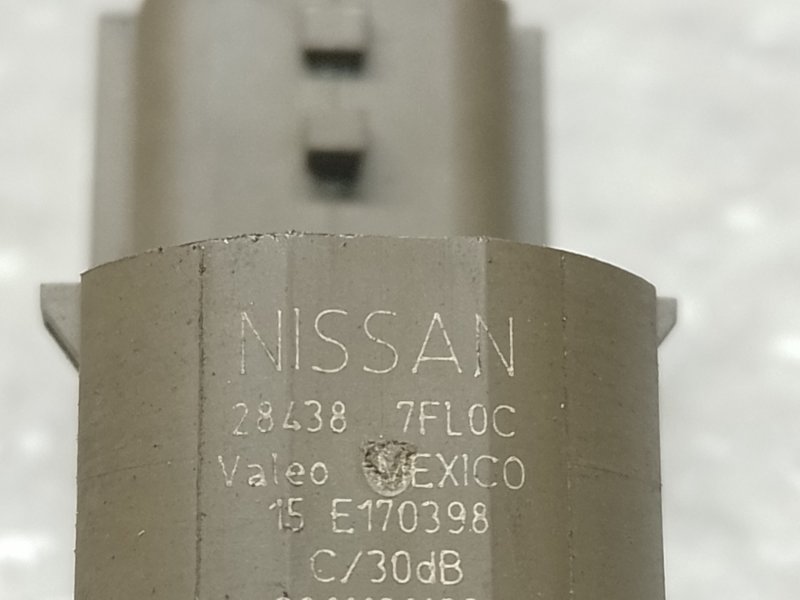 NISSAN
28438 7FL0C
Valeo MEXICO
15 E170398
C/30dB